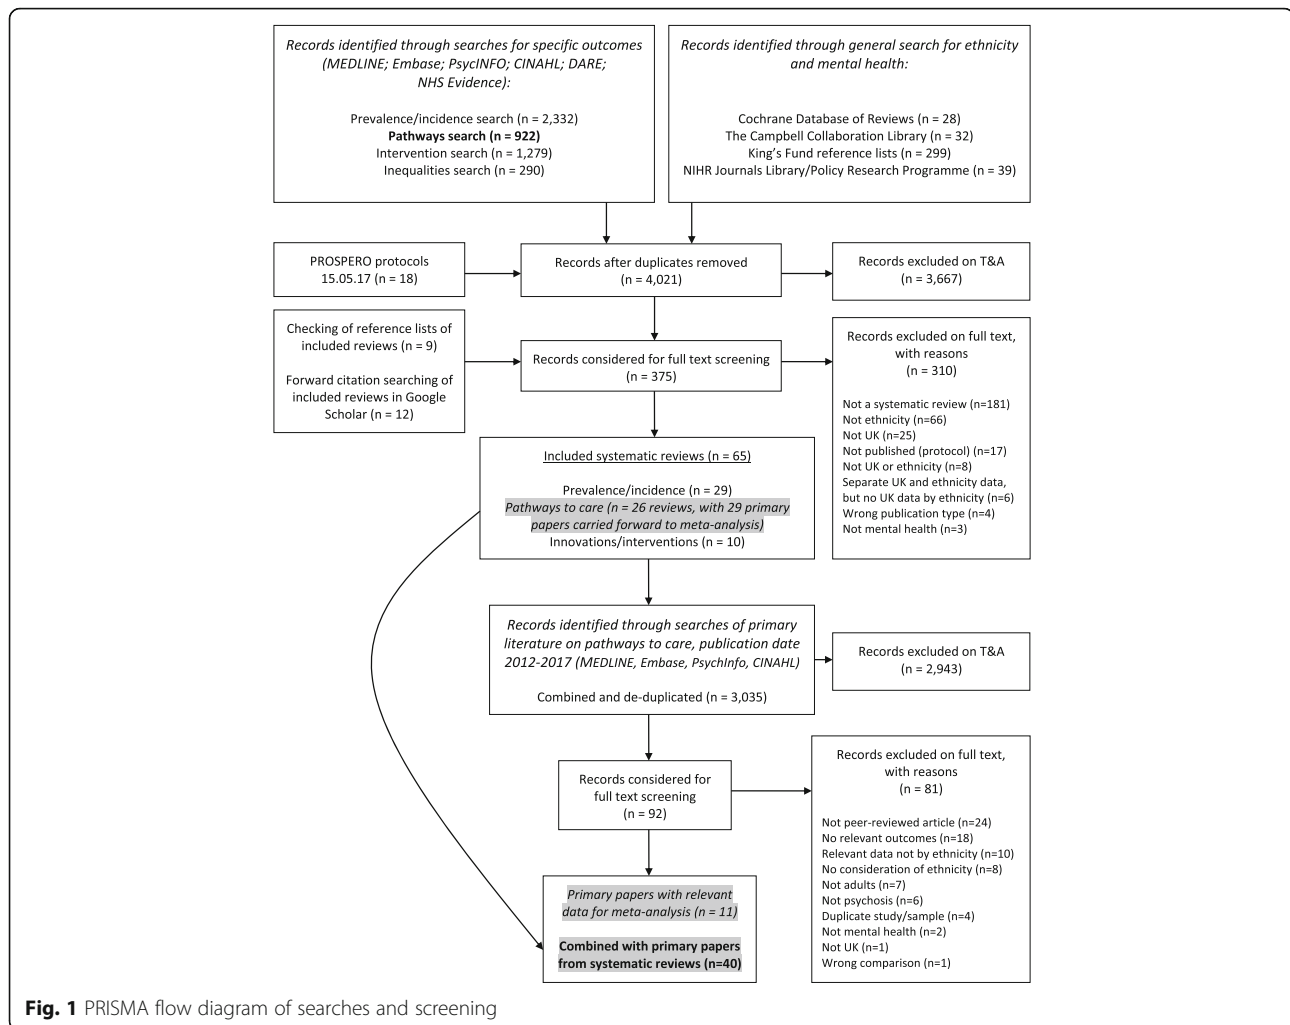 Records identified through searches for specific outcomes
(MEDLINE; Embase; PsycINFO; CINAHL; DARE;
NHS Evidence):
Prevalence/incidence search (n = 2,332)
Pathways search (n = 922)
Intervention search (n = 1,279)
Inequalities search (n = 290)
Records identified through general search for ethnicity
and mental health:
Cochrane Database of Reviews (n = 28)
The Campbell Collaboration Library (n = 32)
King's Fund reference lists (n = 299)
NIHR Journals Library/Policy Research Programme (n = 39)
PROSPERO protocols
15.05.17 (n = 18)
Records after duplicates removed
(n = 4,021)
Records excluded on T&A
(n = 3,667)
Checking of reference lists of
included reviews (n = 9)
Forward citation searching of
included reviews in Google
Scholar (n = 12)
Records considered for full text screening
(n = 375)
Records excluded on full text,
with reasons
(n = 310)
Not a systematic review (n=181)
Not ethnicity (n=66)
Not UK (n=25)
Not published (protocol) (n=17)
Not UK or ethnicity (n=8)
Separate UK and ethnicity data,
but no UK data by ethnicity (n=6)
Wrong publication type (n=4)
Not mental health (n=3)
Included systematic reviews (n = 65)
Prevalence/incidence (n = 29)
Pathways to care (n = 26 reviews, with 29 primary
papers carried forward to meta-analysis)
Innovations/interventions (n = 10)
Records identified through searches of primary
literature on pathways to care, publication date
2012-2017 (MEDLINE, Embase, PsychInfo, CINAHL)
Combined and de-duplicated (n = 3,035)
Records excluded on T&A
(n = 2,943)
Records considered for
full text screening
(n = 92)
Records excluded on full text,
with reasons
(n = 81)
Not peer-reviewed article (n=24)
No relevant outcomes (n=18)
Relevant data not by ethnicity (n=10)
No consideration of ethnicity (n=8)
Not adults (n=7)
Not psychosis (n=6)
Duplicate study/sample (n=4)
Not mental health (n=2)
Not UK (n=1)
Wrong comparison (n=1)
Primary papers with relevant
data for meta-analysis (n = 11)
Combined with primary papers
from systematic reviews (n=40)
Fig. 1 PRISMA flow diagram of searches and screening